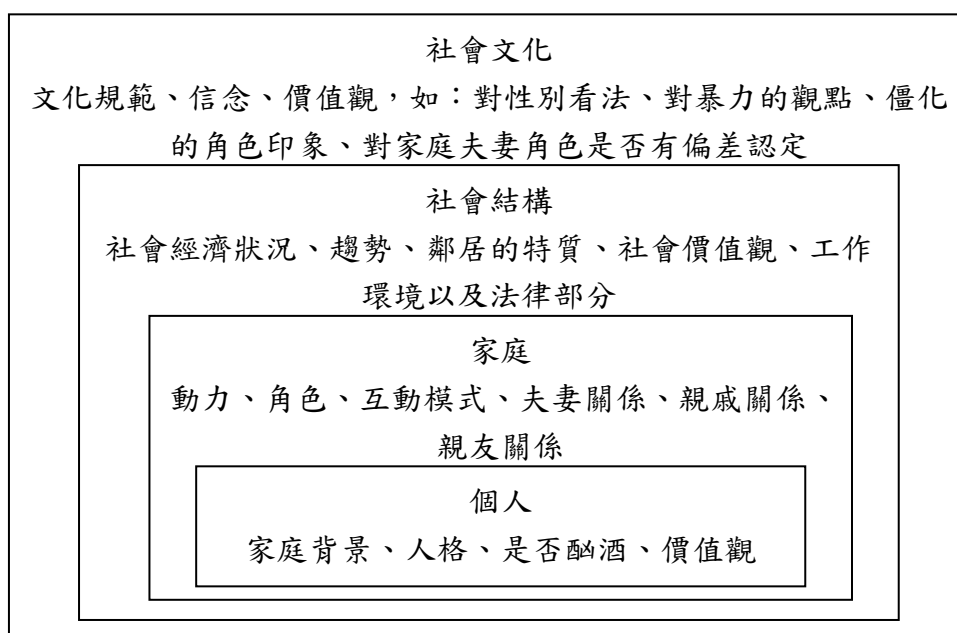 社會文化
文化規範、信念、價值觀，如：對性別看法、對暴力的觀點、僵化
的角色印象、對家庭夫妻角色是否有偏差認定
社會結構
社會經濟狀況、趨勢、鄰居的特質、社會價值觀、工作
環境以及法律部分
家庭
動力、角色、互動模式、夫妻關係、親戚關係、
親友關係
個人
家庭背景、人格、是否酗酒、價值觀